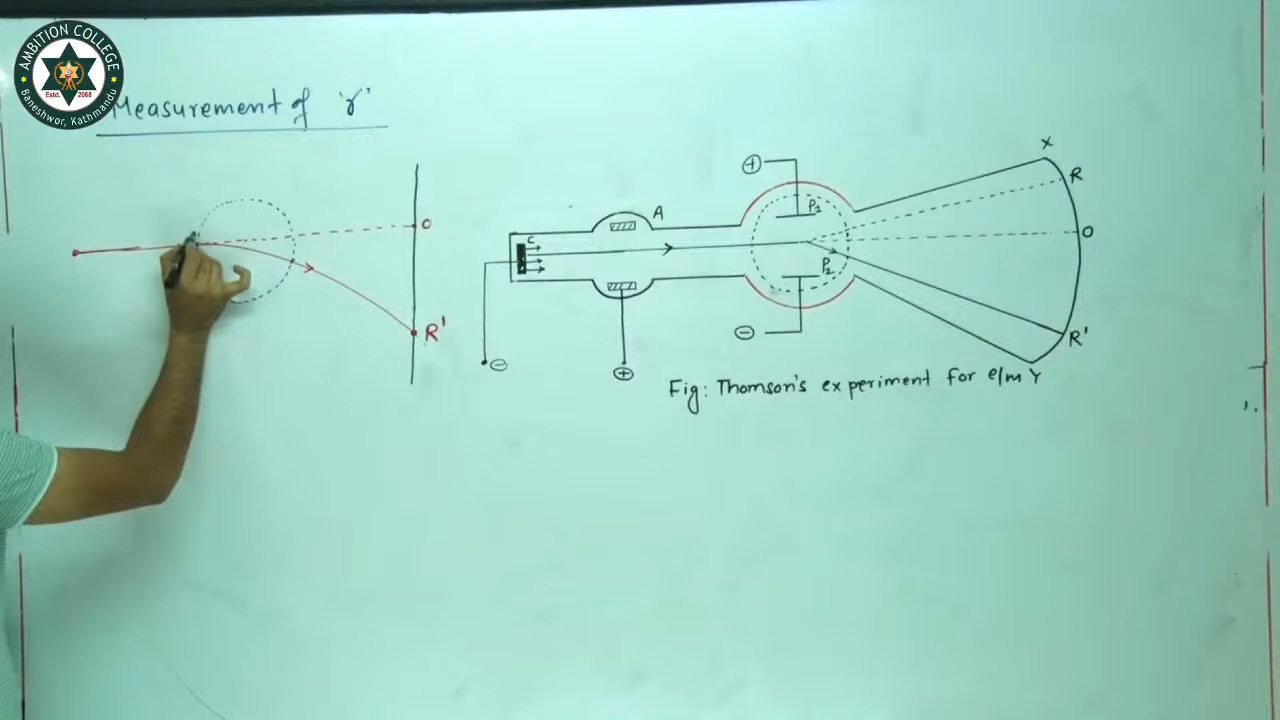 AMBITION COLLEGE
Estd. 2068
Baneshwor, Kathmandu
Measurement of 'r'
O
R'
C
A
P1
P2
X
R
O
R'
Fig: Thomson's experiment for e/m Y